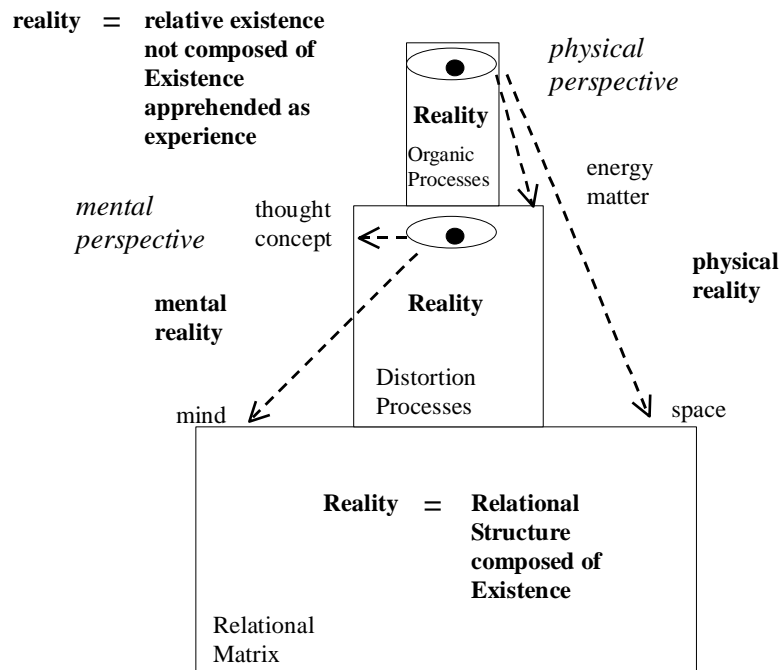 reality = relative existence
not composed of
Existence
apprehended as
experience
physical
perspective
Reality
Organic
Processes
energy
matter
mental
perspective
thought
concept
physical
reality
mental
reality
Reality
Distortion
Processes
mind
space
Reality = Relational
Structure
composed of
Existence
Relational
Matrix